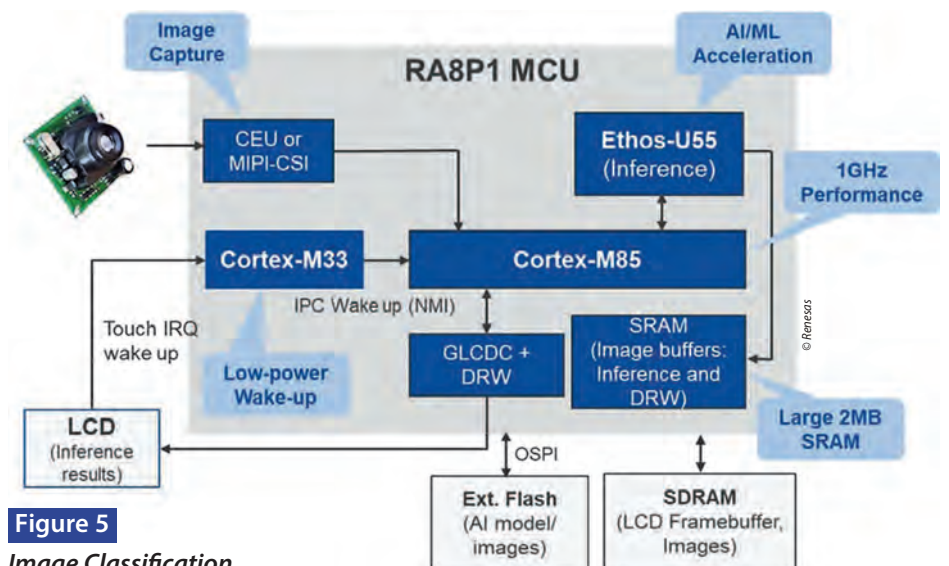 Image
Capture
AI/ML
Acceleration
RA8P1 MCU
CEU or
MIPI-CSI
Ethos-U55
(Inference)
1GHz
Performance
Cortex-M33
Cortex-M85
IPC Wake up (NMI)
Touch IRQ
wake up
Low-power
Wake-up
GLCDC +
DRW
SRAM
(Image buffers:
Inference and
DRW)
© Renesas
Large 2MB
SRAM
LCD
(Inference
results)
OSPI
Ext. Flash
(AI model/
images)
SDRAM
(LCD Framebuffer,
Images)
Figure 5
Image Classification